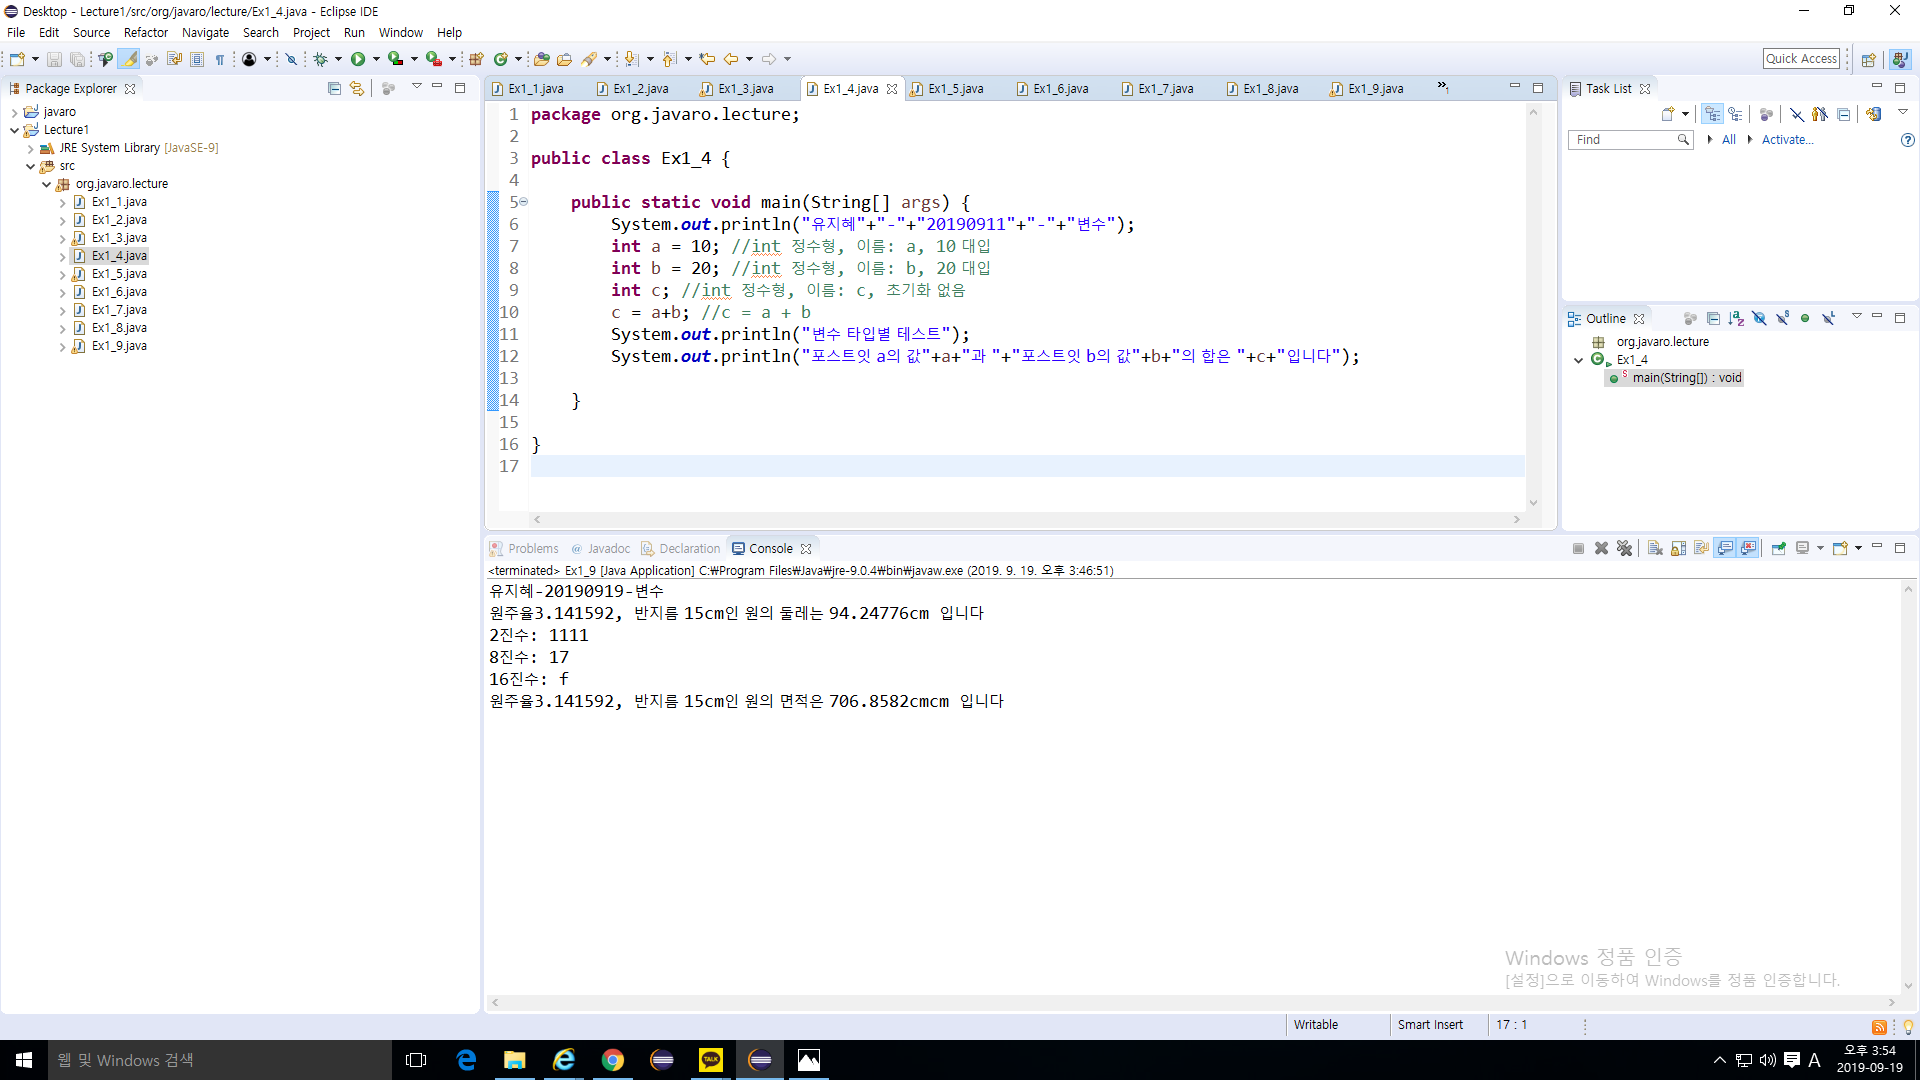 Desktop - Lecture1/src/org/javaro/lecture/Ex1_4.java - Eclipse IDE
File Edit Source Refactor Navigate Search Project Run Window Help
Quick Access
Package Explorer
javaro
Lecture1
JRE System Library [JavaSE-9]
src
org.javaro.lecture
Ex1_1.java
Ex1_2.java
Ex1_3.java
Ex1_4.java
Ex1_5.java
Ex1_6.java
Ex1_7.java
Ex1_8.java
Ex1_9.java
Ex1_1.java Ex1_2.java Ex1_3.java Ex1_4.java Ex1_5.java Ex1_6.java Ex1_7.java Ex1_8.java Ex1_9.java »1
1 package org.javaro.lecture;
2
3 public class Ex1_4 {
4
5 public static void main(String[] args) {
6 System.out.println("유지혜"+"-"+"20190911"+"-"+"변수");
7 int a = 10; //int 정수형, 이름: a, 10 대입
8 int b = 20; //int 정수형, 이름: b, 20 대입
9 int c; //int 정수형, 이름: c, 초기화 없음
10 c = a+b; //c = a + b
11 System.out.println("변수 타입별 테스트");
12 System.out.println("포스트잇 a의 값"+a+"과 "+"포스트잇 b의 값"+b+"의 합은 "+c+"입니다");
13
14 }
15
16 }
17
Task List
Find All Activate...
Outline
org.javaro.lecture
Ex1_4
main(String[]) : void
Problems @ Javadoc Declaration Console
<terminated> Ex1_9 [Java Application] C:₩Program Files₩Java₩jre-9.0.4₩bin₩javaw.exe (2019. 9. 19. 오후 3:46:51)
유지혜-20190919-변수
원주율3.141592, 반지름 15cm인 원의 둘레는 94.24776cm 입니다
2진수: 1111
8진수: 17
16진수: f
원주율3.141592, 반지름 15cm인 원의 면적은 706.8582cmcm 입니다
Windows 정품 인증
[설정]으로 이동하여 Windows를 정품 인증합니다.
Writable Smart Insert 17 : 1
웹 및 Windows 검색
TALK
A
오후 3:54
2019-09-19